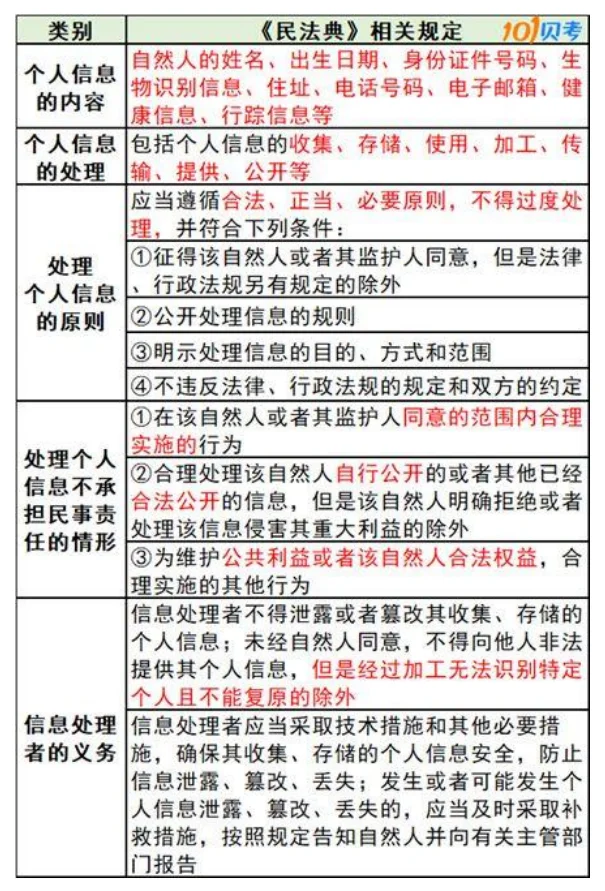 类别
《民法典》相关规定
101贝考
个人信息
的内容
自然人的姓名、出生日期、身份证件号码、生
物识别信息、住址、电话号码、电子邮箱、健
康信息、行踪信息等
个人信息
的处理
包括个人信息的收集、存储、使用、加工、传
输、提供、公开等
处理
个人信息
的原则
应当遵循合法、正当、必要原则，不得过度处
理，并符合下列条件：
①征得该自然人或者其监护人同意，但是法律
、行政法规另有规定的除外
②公开处理信息的规则
③明示处理信息的目的、方式和范围
④不违反法律、行政法规的规定和双方的约定
处理个人
信息不承
担民事责
任的情形
①在该自然人或者其监护人同意的范围内合理
实施的行为
②合理处理该自然人自行公开的或者其他已经
合法公开的信息，但是该自然人明确拒绝或者
处理该信息侵害其重大利益的除外
③为维护公共利益或者该自然人合法权益，合
理实施的其他行为
信息处理
者的义务
信息处理者不得泄露或者篡改其收集、存储的
个人信息；未经自然人同意，不得向他人非法
提供其个人信息，但是经过加工无法识别特定
个人且不能复原的除外
信息处理者应当采取技术措施和其他必要措
施，确保其收集、存储的个人信息安全，防止
信息泄露、篡改、丢失；发生或者可能发生个
人信息泄露、篡改、丢失的，应当及时采取补
救措施，按照规定告知自然人并向有关主管部
门报告